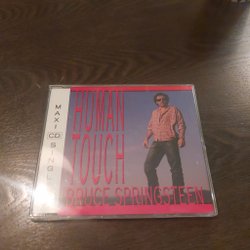 MAXI CD SINGLE
HUMAN
TOUCH
BRUCE SPRINGSTEEN